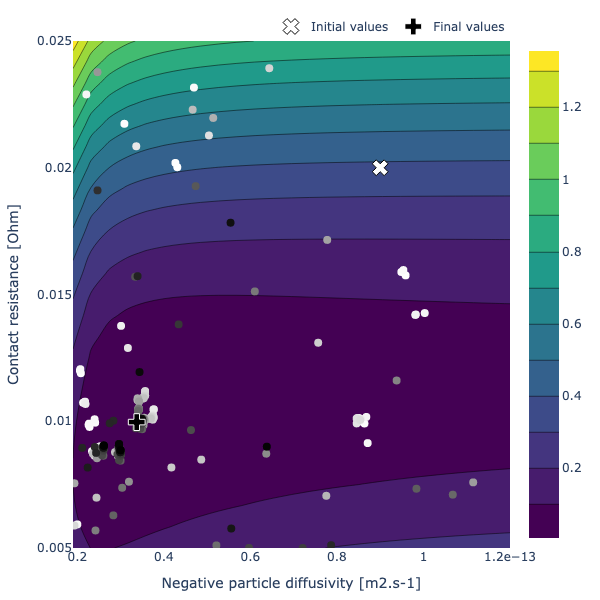 Initial values Final values
0.025
0.02
0.015
0.01
0.005
0.2 0.4 0.6 0.8 1 1.2e−13
Contact resistance [Ohm]
Negative particle diffusivity [m2.s-1]
1.2
1
0.8
0.6
0.4
0.2